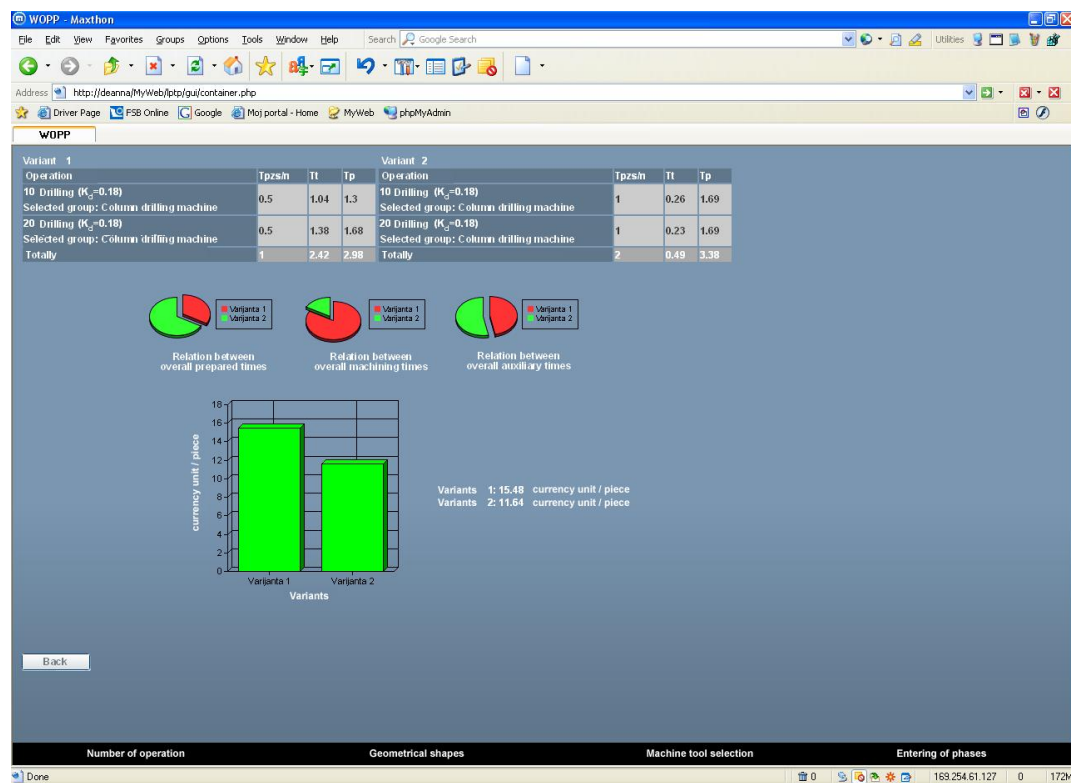 WOPP - Maxthon
File Edit View Favorites Groups Options Tools Window Help Search Google Search Utilities
Address http://deanna/MyWeb/lptp/gui/container.php
Driver Page FSB Online Google Moj portal - Home MyWeb phpMyAdmin
WOPP
Variant 1 Variant 2
Operation Tpzs/n Tt Tp Operation Tpzs/n Tt Tp
10 Drilling (Kd=0.18) 10 Drilling (Kd=0.18)
0.5 1.04 1.3 1 0.26 1.69
Selected group: Column drilling machine Selected group: Column drilling machine
20 Drilling (Kd=0.18) 20 Drilling (Kd=0.18)
0.5 1.38 1.68 1 0.23 1.69
Selected group: Column drilling machine Selected group: Column drilling machine
Totally 1 2.42 2.98 Totally 2 0.49 3.38
Varijanta 1 Varijanta 1 Varijanta 1
Varijanta 2 Varijanta 2 Varijanta 2
Relation between Relation between Relation between
overall prepared times overall machining times overall auxiliary times
18
16
14
12
10
8
6
4
2
0
currency unit / piece
Varijanta 1 Varijanta 2
Variants
Variants 1: 15.48 currency unit / piece
Variants 2: 11.64 currency unit / piece
Back
Number of operation Geometrical shapes Machine tool selection Entering of phases
Done 0 169.254.61.127 0 172M